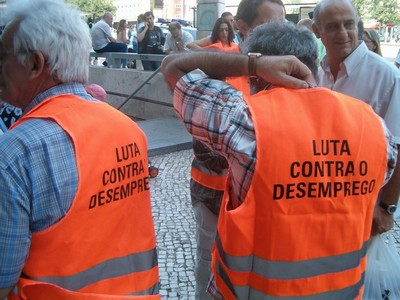 LUTA
CONTRA O
DESEMPREGO
LUTA
CONTRA O
DESEMPREGO